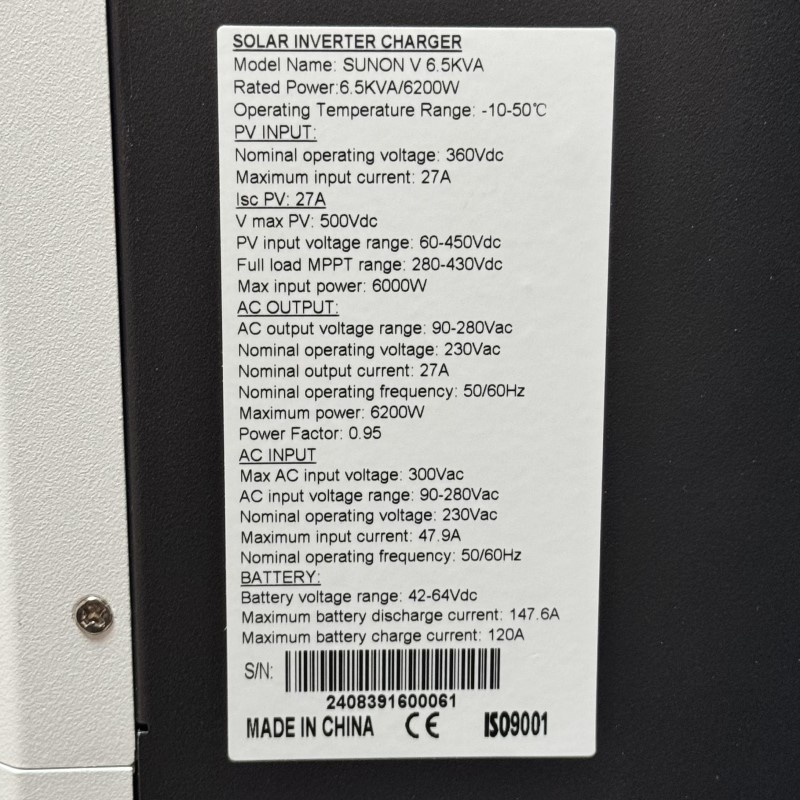 SOLAR INVERTER CHARGER
Model Name: SUNON V 6.5KVA
Rated Power:6.5KVA/6200W
Operating Temperature Range: -10-50℃
PV INPUT:
Nominal operating voltage: 360Vdc
Maximum input current: 27A
Isc PV: 27A
V max PV: 500Vdc
PV input voltage range: 60-450Vdc
Full load MPPT range: 280-430Vdc
Max input power: 6000W
AC OUTPUT:
AC output voltage range: 90-280Vac
Nominal operating voltage: 230Vac
Nominal output current: 27A
Nominal operating frequency: 50/60Hz
Maximum power: 6200W
Power Factor: 0.95
AC INPUT
Max AC input voltage: 300Vac
AC input voltage range: 90-280Vac
Nominal operating voltage: 230Vac
Maximum input current: 47.9A
Nominal operating frequency: 50/60Hz
BATTERY:
Battery voltage range: 42-64Vdc
Maximum battery discharge current: 147.6A
Maximum battery charge current: 120A
S/N:
2408391600061
MADE IN CHINA CE ISO9001